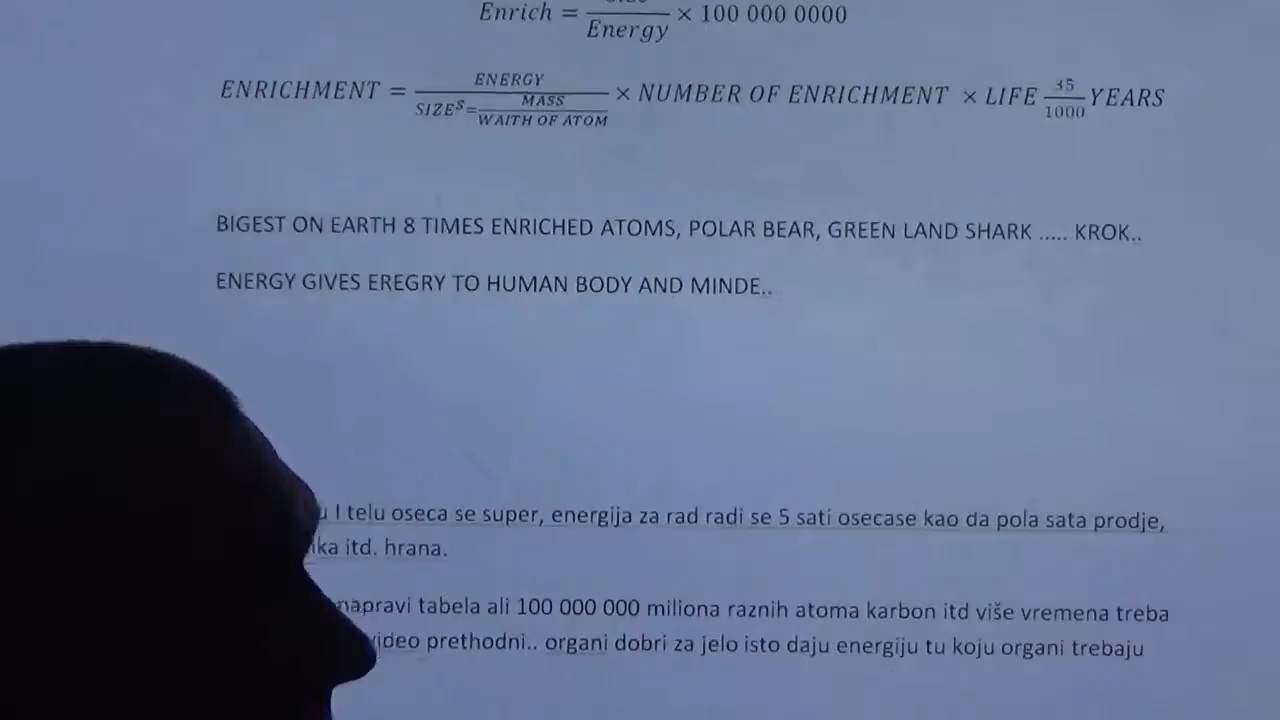 Enrich = Energy × 100 000 0000
ENRICHMENT = ENERGY / SIZE^S = MASS / WAITH OF ATOM × NUMBER OF ENRICHMENT × LIFE 35/1000 YEARS
BIGEST ON EARTH 8 TIMES ENRICHED ATOMS, POLAR BEAR, GREEN LAND SHARK ..... KROK..
ENERGY GIVES EREGRY TO HUMAN BODY AND MINDE..
I telu oseca se super, energija za rad radi se 5 sati osecase kao da pola sata prodje,
itd. hrana.
napravi tabela ali 100 000 000 miliona raznih atoma karbon itd više vremena treba
video prethodni.. organi dobri za jelo isto daju energiju tu koju organi trebaju